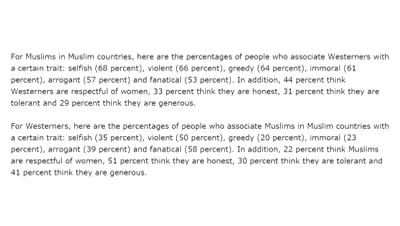 For Muslims in Muslim countries, here are the percentages of people who associate Westerners with
a certain trait: selfish (68 percent), violent (66 percent), greedy (64 percent), immoral (61
percent), arrogant (57 percent) and fanatical (53 percent). In addition, 44 percent think
Westerners are respectful of women, 33 percent think they are honest, 31 percent think they are
tolerant and 29 percent think they are generous.
For Westerners, here are the percentages of people who associate Muslims in Muslim countries with
a certain trait: selfish (35 percent), violent (50 percent), greedy (20 percent), immoral (23
percent), arrogant (39 percent) and fanatical (58 percent). In addition, 22 percent think Muslims
are respectful of women, 51 percent think they are honest, 30 percent think they are tolerant and
41 percent think they are generous.